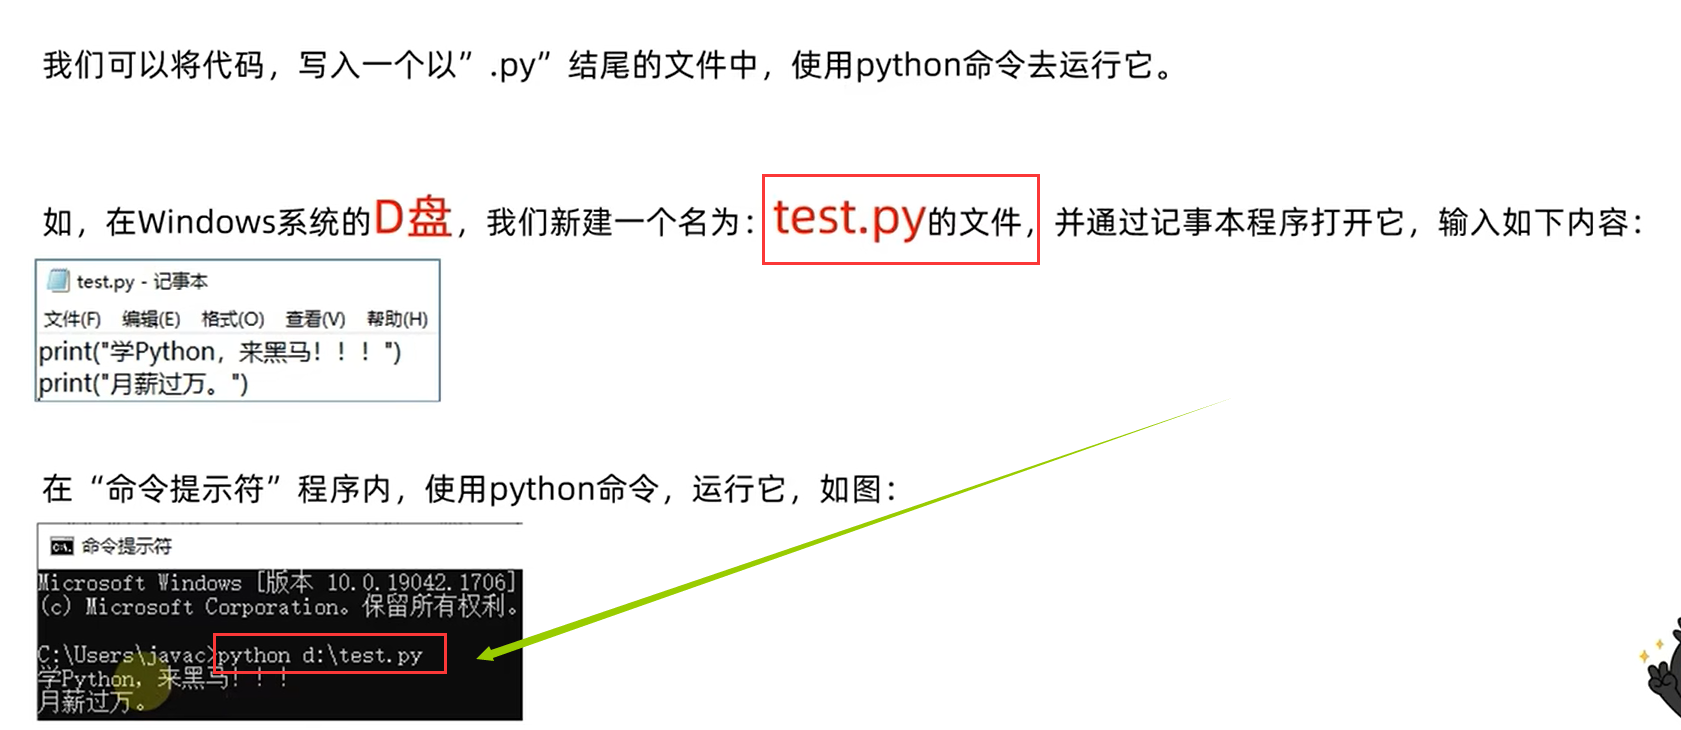 我们可以将代码，写入一个以”.py”结尾的文件中，使用python命令去运行它。
如，在Windows系统的D盘，我们新建一个名为：test.py的文件，并通过记事本程序打开它，输入如下内容：
test.py - 记事本
文件(F) 编辑(E) 格式(O) 查看(V) 帮助(H)
print("学Python，来黑马！！！")
print("月薪过万。")
在“命令提示符”程序内，使用python命令，运行它，如图：
C:\. 命令提示符
Microsoft Windows [版本 10.0.19042.1706]
(c) Microsoft Corporation。保留所有权利。
C:\Users\javac>python d:\test.py
学Python，来黑马！！！
月薪过万。